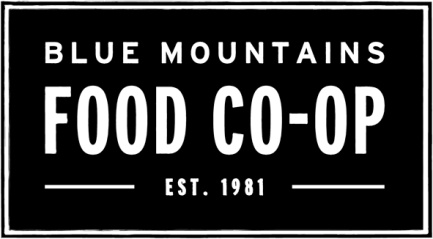 BLUE MOUNTAINS
FOOD CO-OP
EST. 1981